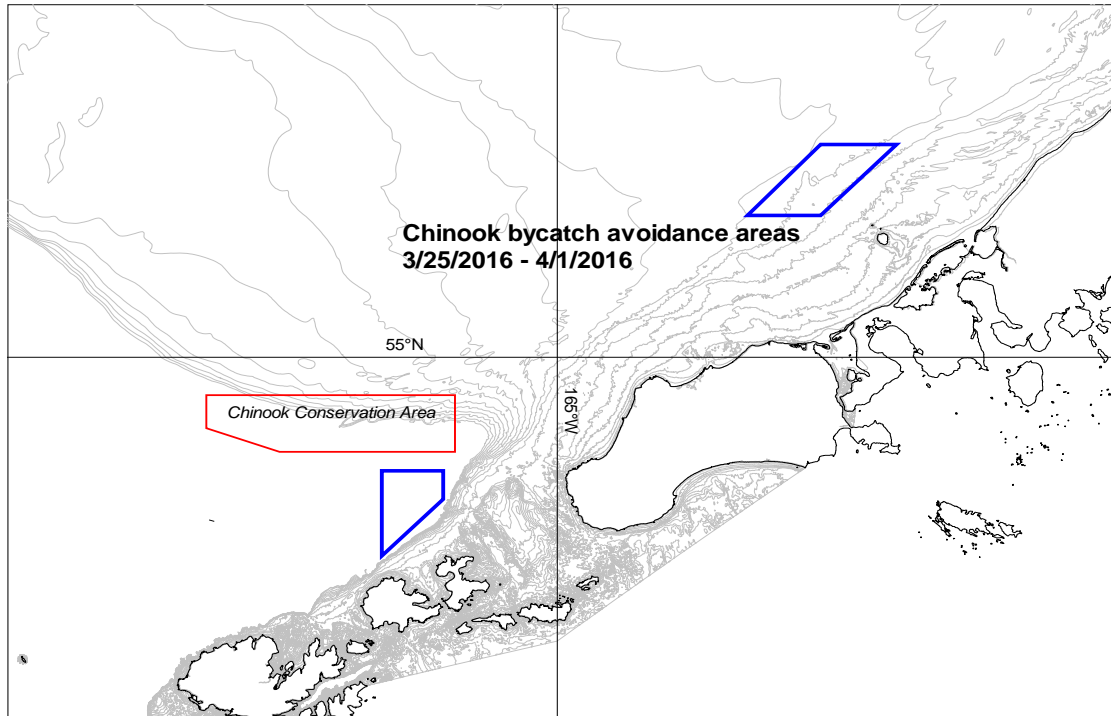 Chinook bycatch avoidance areas
3/25/2016 - 4/1/2016
55°N
165°W
Chinook Conservation Area